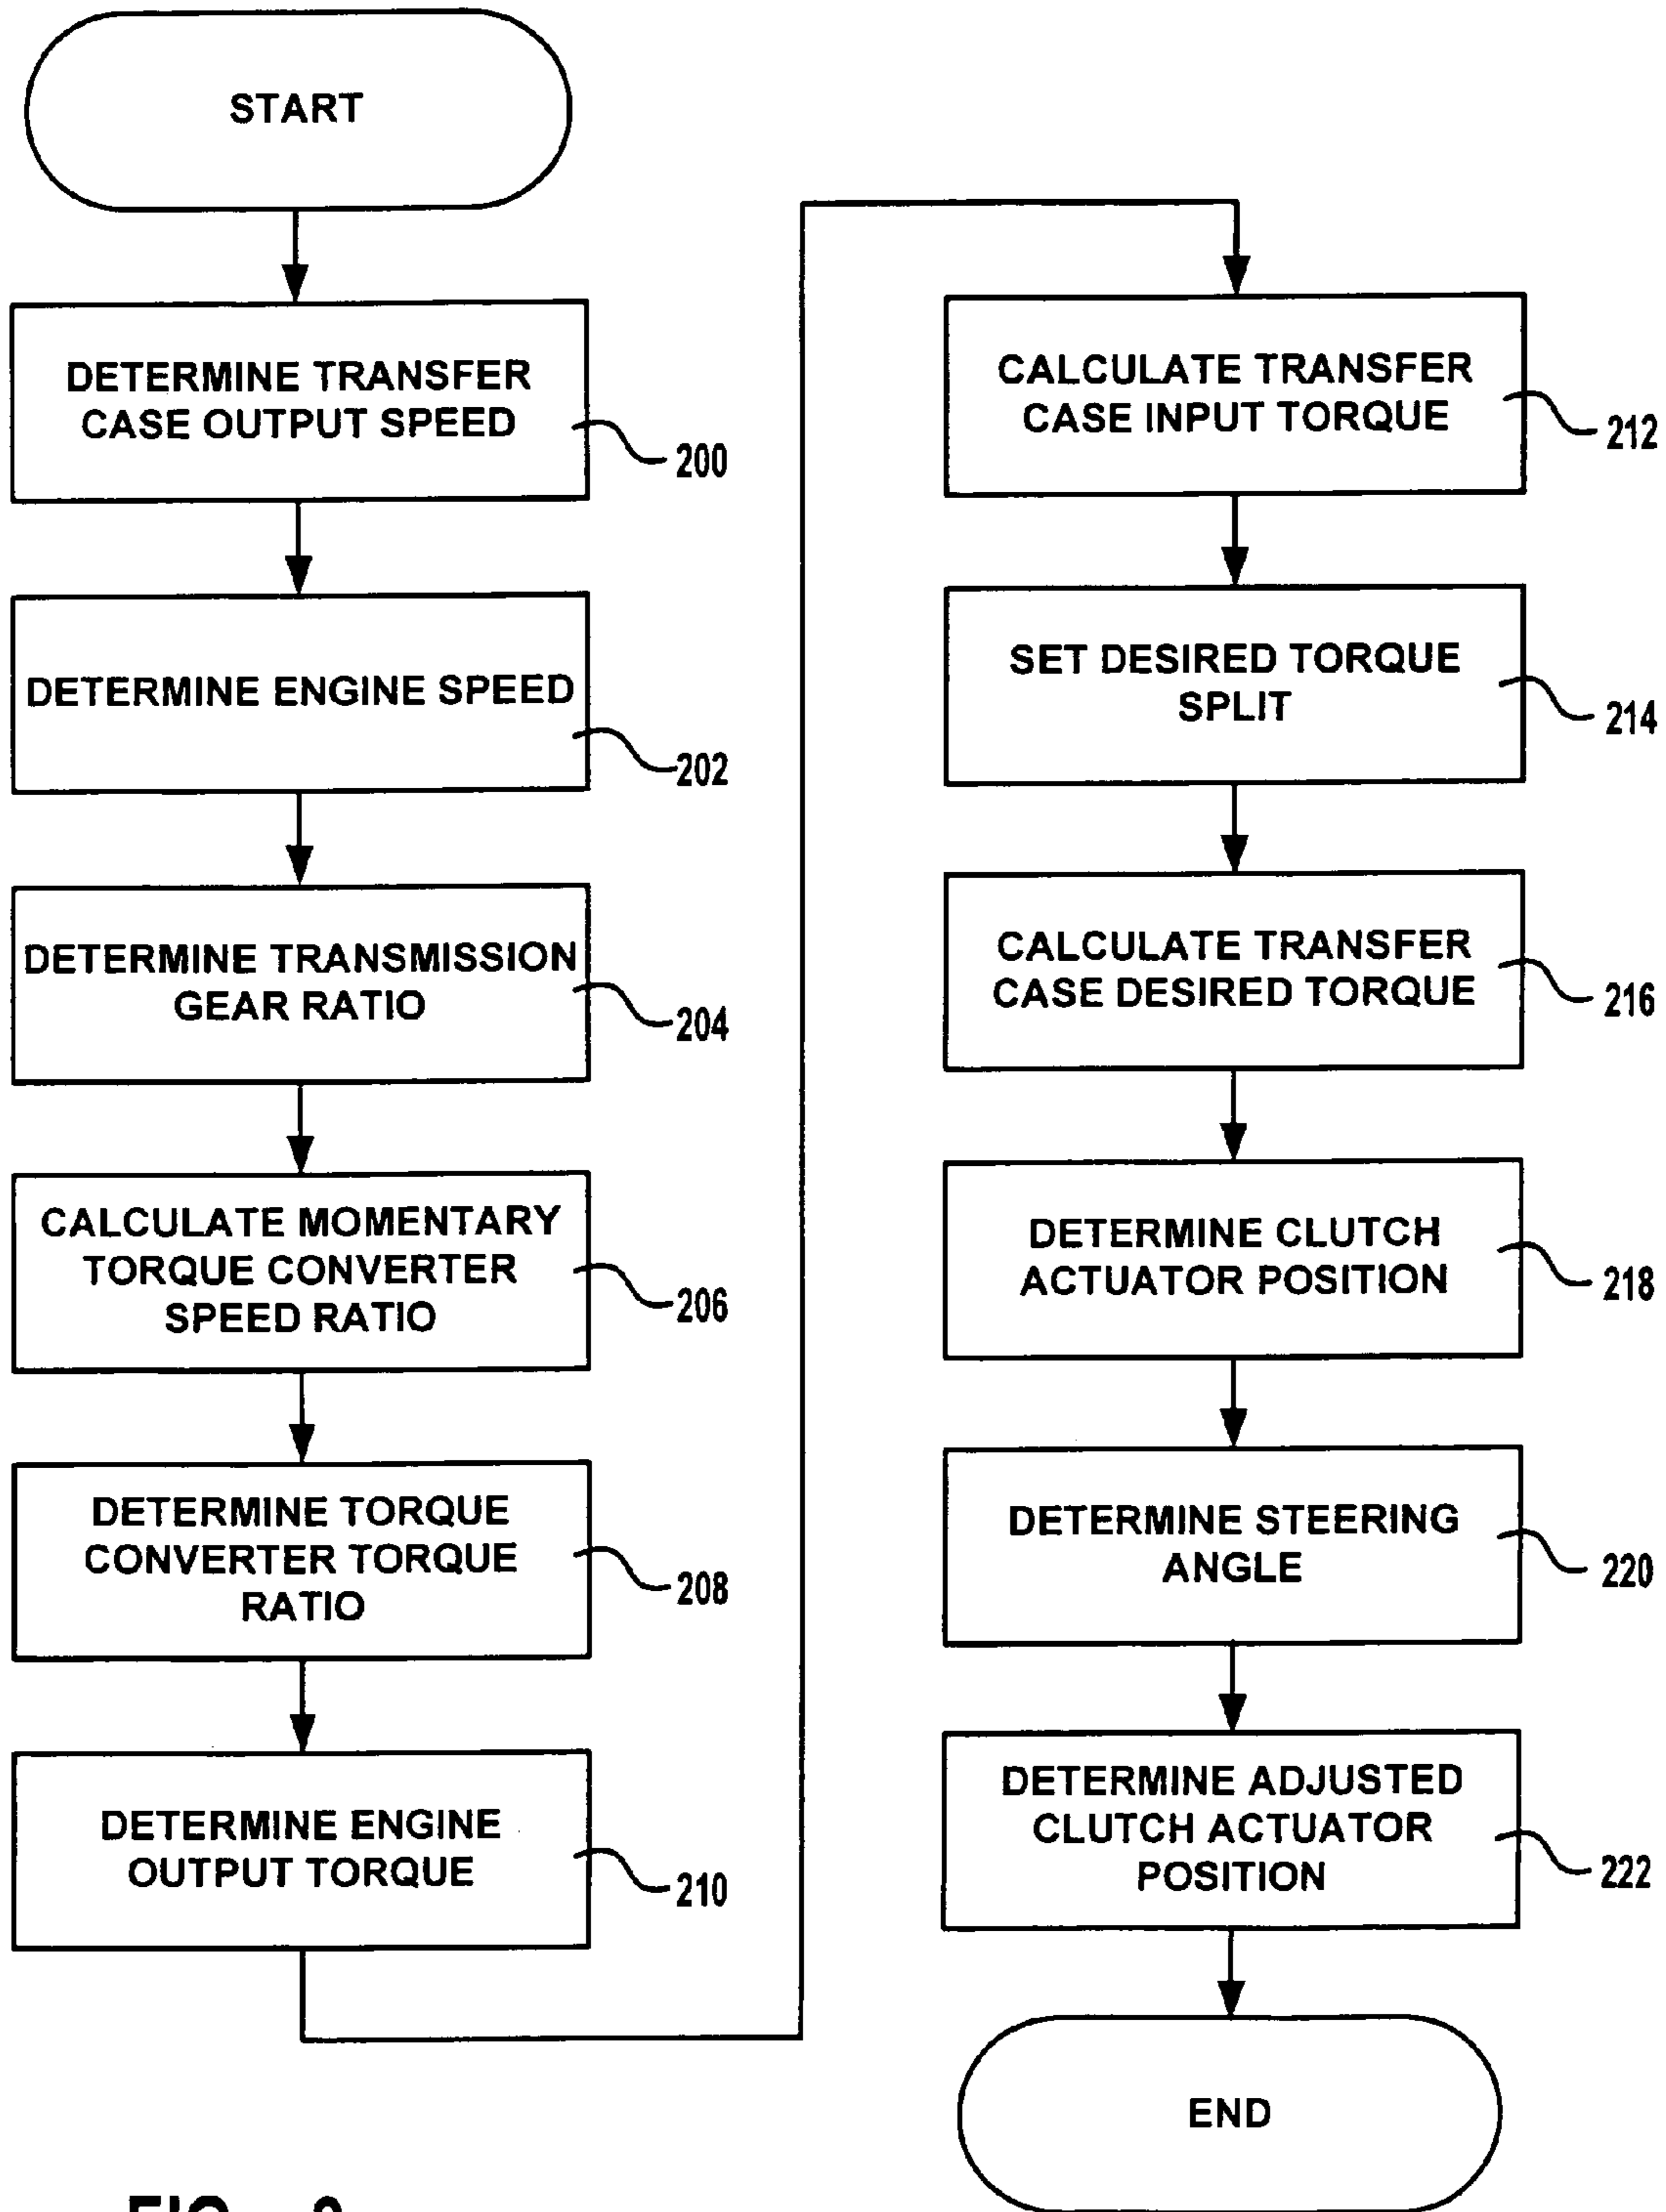 START
DETERMINE TRANSFER
CASE OUTPUT SPEED
200
DETERMINE ENGINE SPEED
202
DETERMINE TRANSMISSION
GEAR RATIO
204
CALCULATE MOMENTARY
TORQUE CONVERTER
SPEED RATIO
206
DETERMINE TORQUE
CONVERTER TORQUE
RATIO
208
DETERMINE ENGINE
OUTPUT TORQUE
210
CALCULATE TRANSFER
CASE INPUT TORQUE
212
SET DESIRED TORQUE
SPLIT
214
CALCULATE TRANSFER
CASE DESIRED TORQUE
216
DETERMINE CLUTCH
ACTUATOR POSITION
218
DETERMINE STEERING
ANGLE
220
DETERMINE ADJUSTED
CLUTCH ACTUATOR
POSITION
222
END